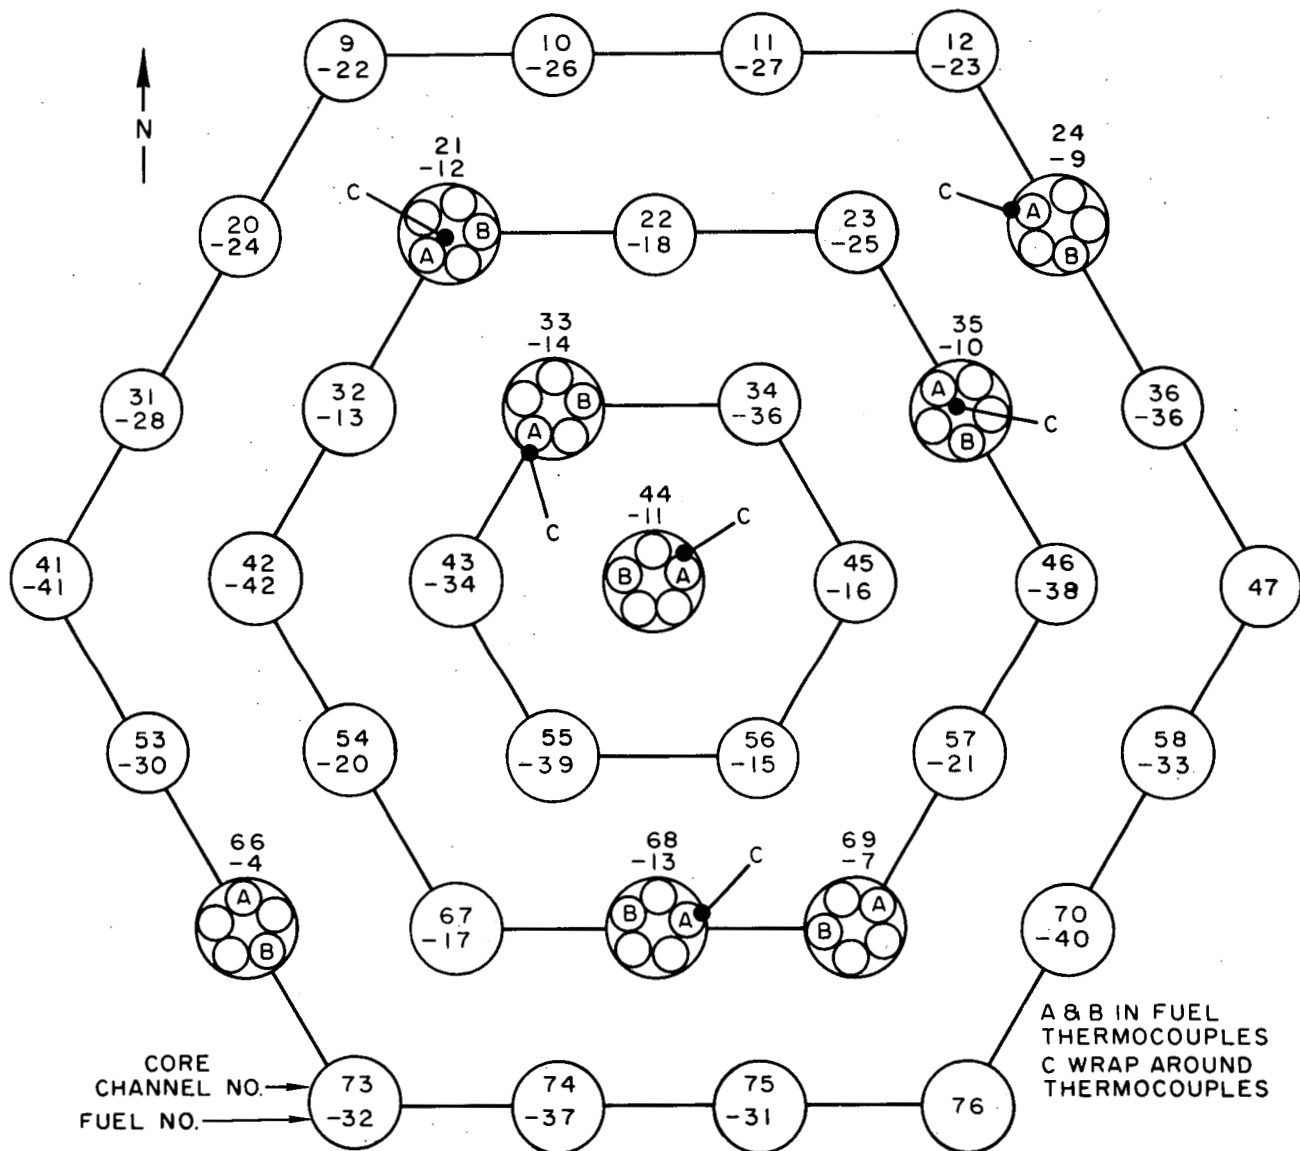 9
-22
10
-26
11
-27
12
-23
N
21
-12
C
A
B
22
-18
23
-25
24
-9
C
A
B
20
-24
31
-28
32
-13
33
-14
A
B
C
34
-36
35
-10
A
B
C
36
-36
44
-11
C
B
A
41
-41
42
-42
43
-34
45
-16
46
-38
47
53
-30
54
-20
55
-39
56
-15
57
-21
58
-33
66
-4
A
B
67
-17
68
-13
C
B
A
69
-7
A
B
70
-40
A & B IN FUEL
THERMOCOUPLES
C WRAP AROUND
THERMOCOUPLES
CORE
CHANNEL NO.
FUEL NO.
73
-32
74
-37
75
-31
76